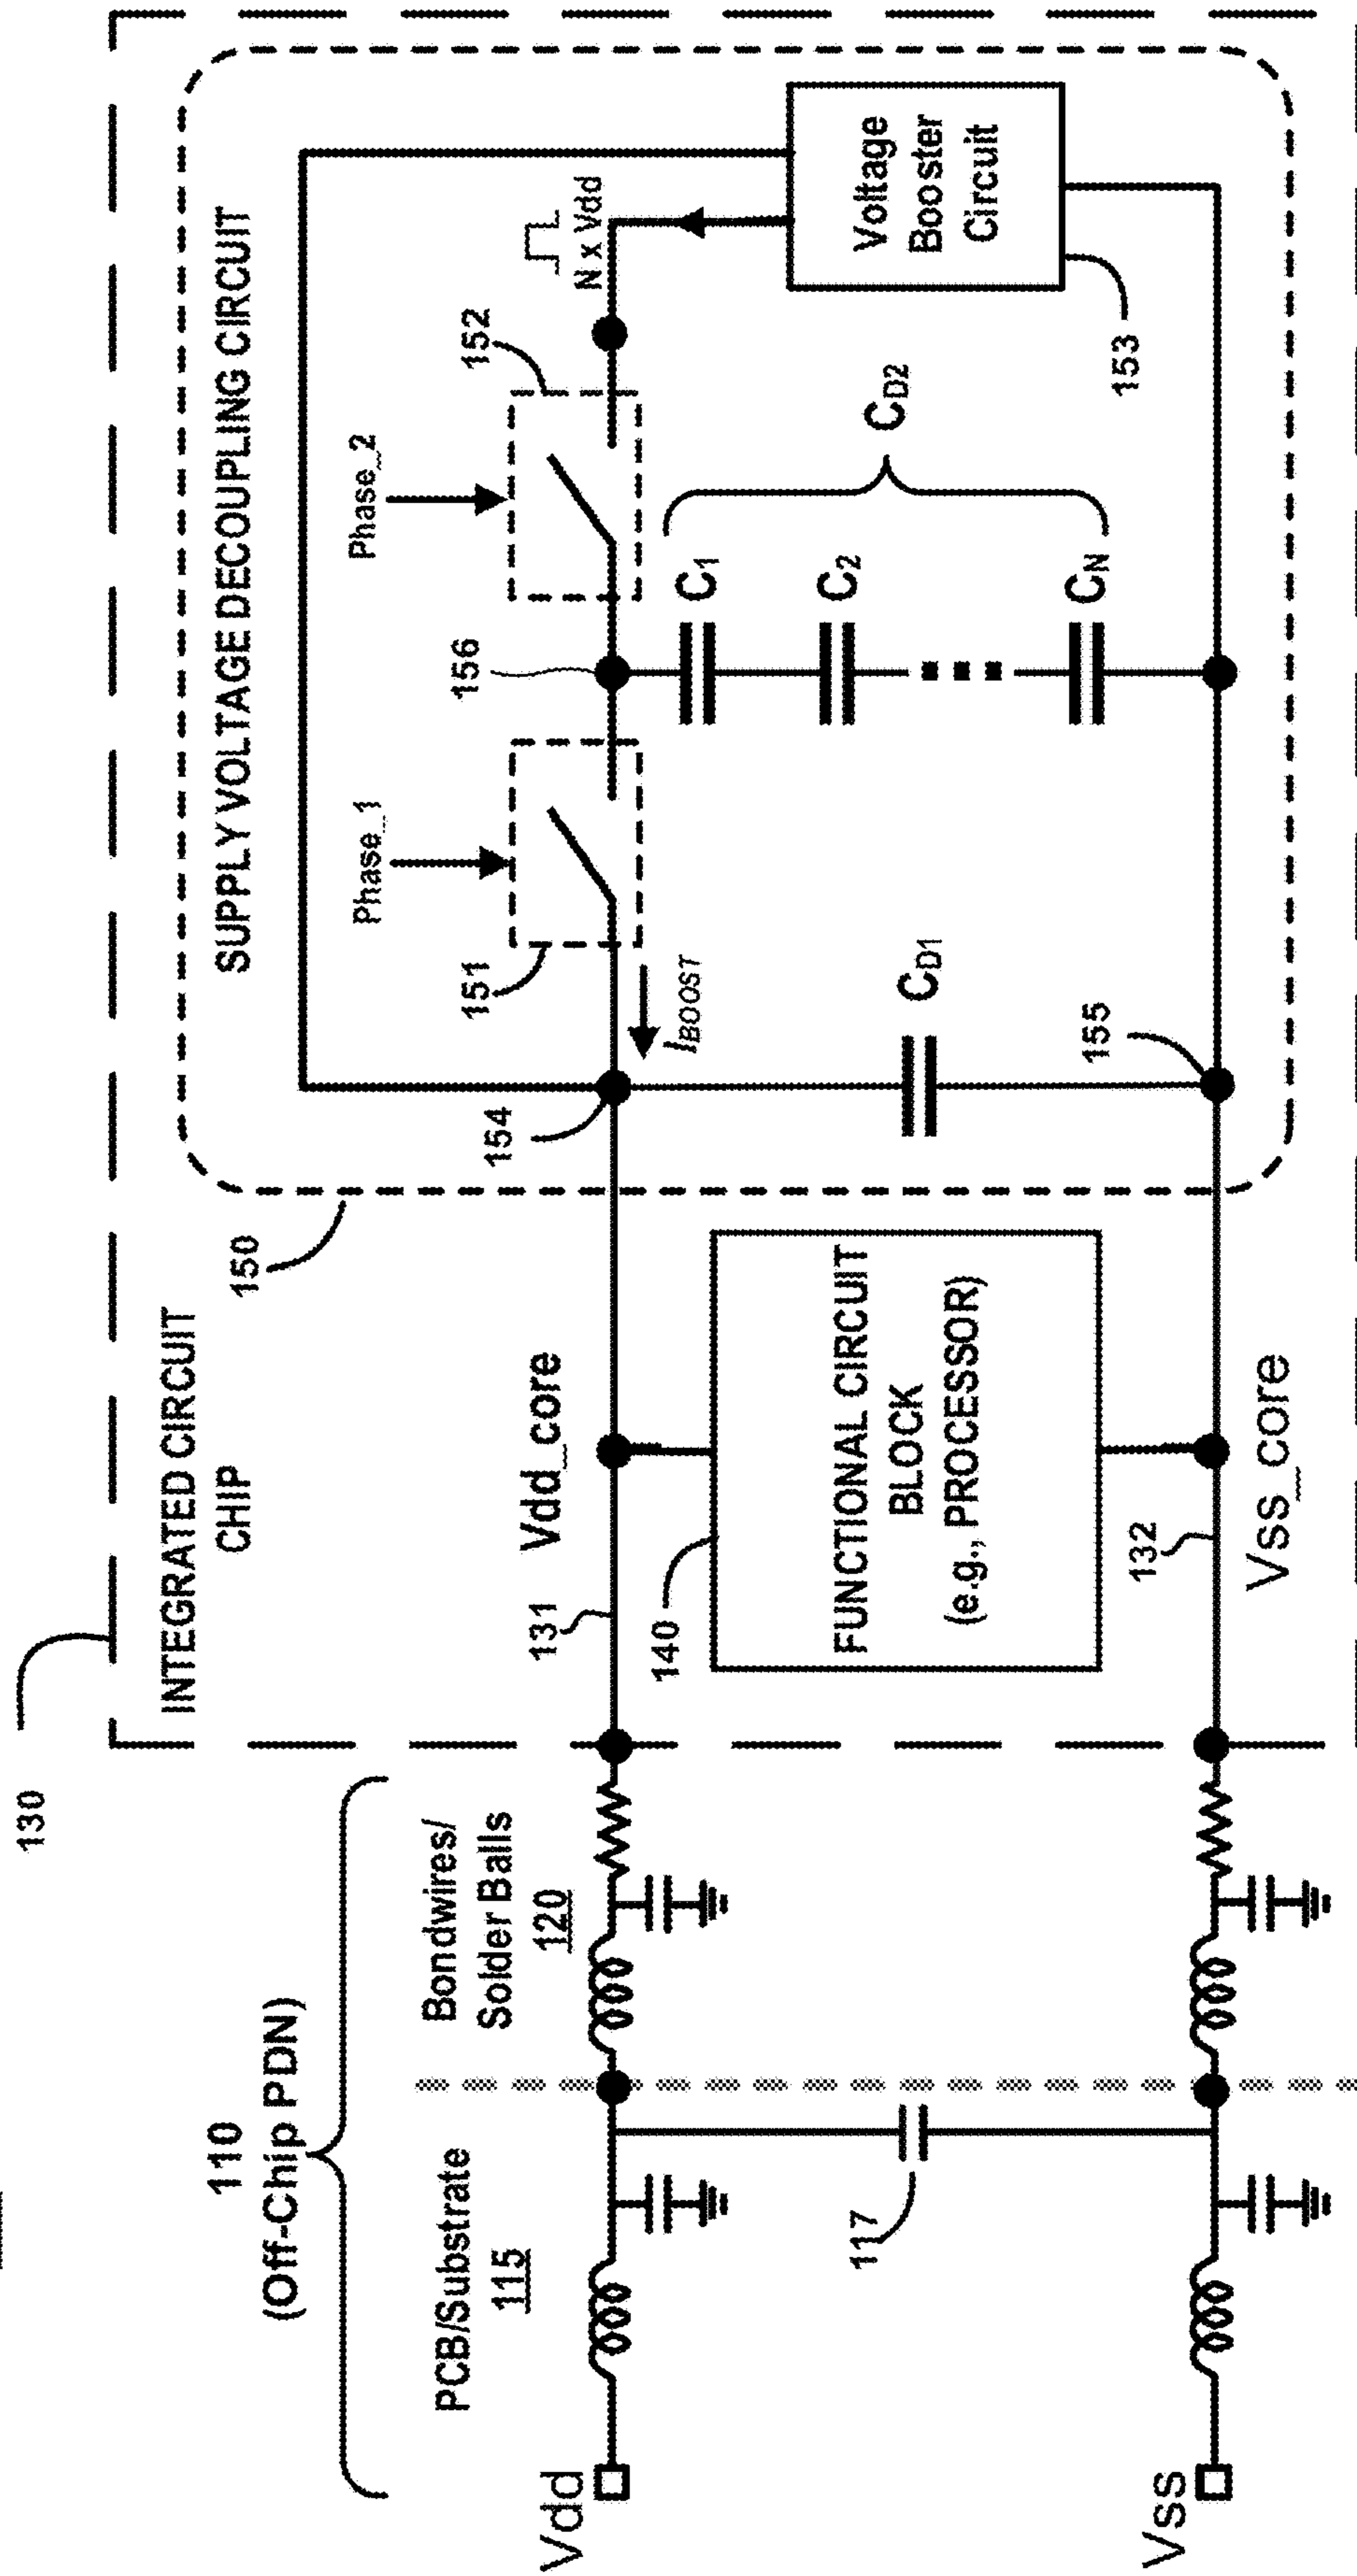 130
INTEGRATED CIRCUIT
CHIP
SUPPLY VOLTAGE DECOUPLING CIRCUIT
150
110
(Off-Chip PDN)
PCB/Substrate
115
Bondwires/
Solder Balls
120
Phase_1
Phase_2
151
152
N x Vdd
154
156
IBOOST
Vdd
131
Vdd_core
140
FUNCTIONAL CIRCUIT
BLOCK
(e.g., PROCESSOR)
117
CD1
C1
C2
CN
CD2
Voltage
Booster
Circuit
153
155
132
Vss
Vss_core